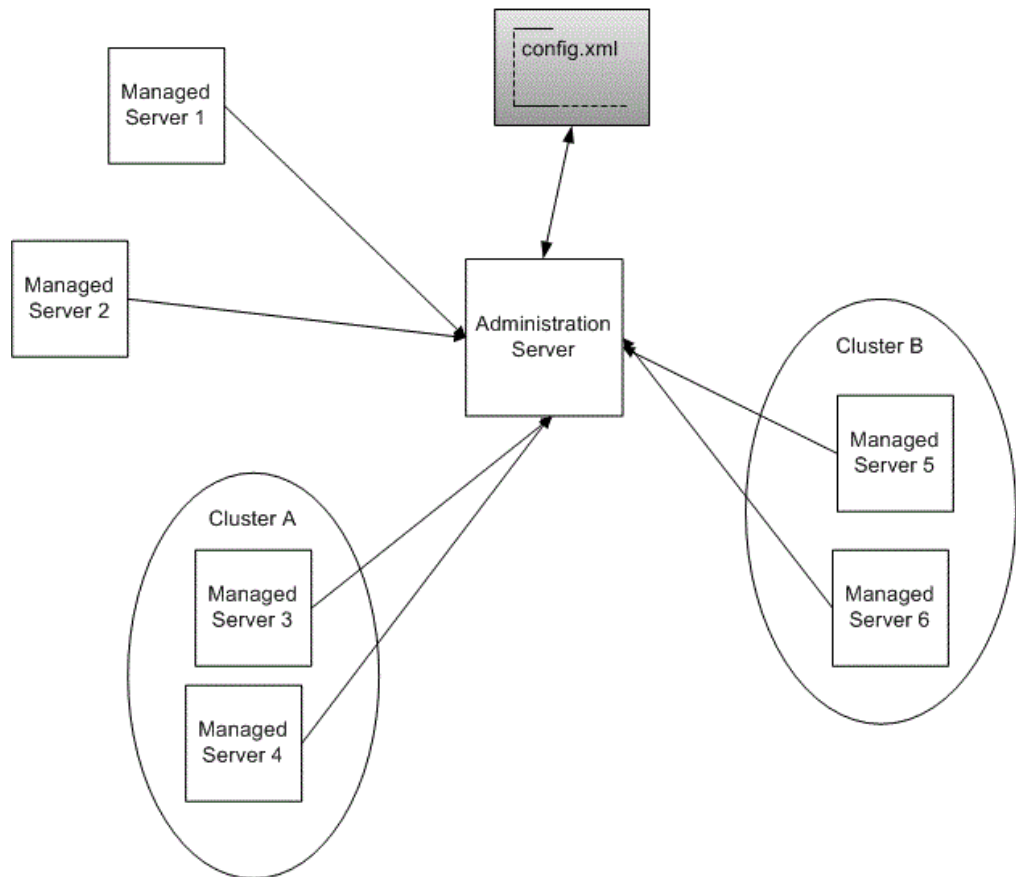 config.xml
Managed
Server 1
Managed
Server 2
Administration
Server
Cluster B
Managed
Server 5
Cluster A
Managed
Server 3
Managed
Server 6
Managed
Server 4